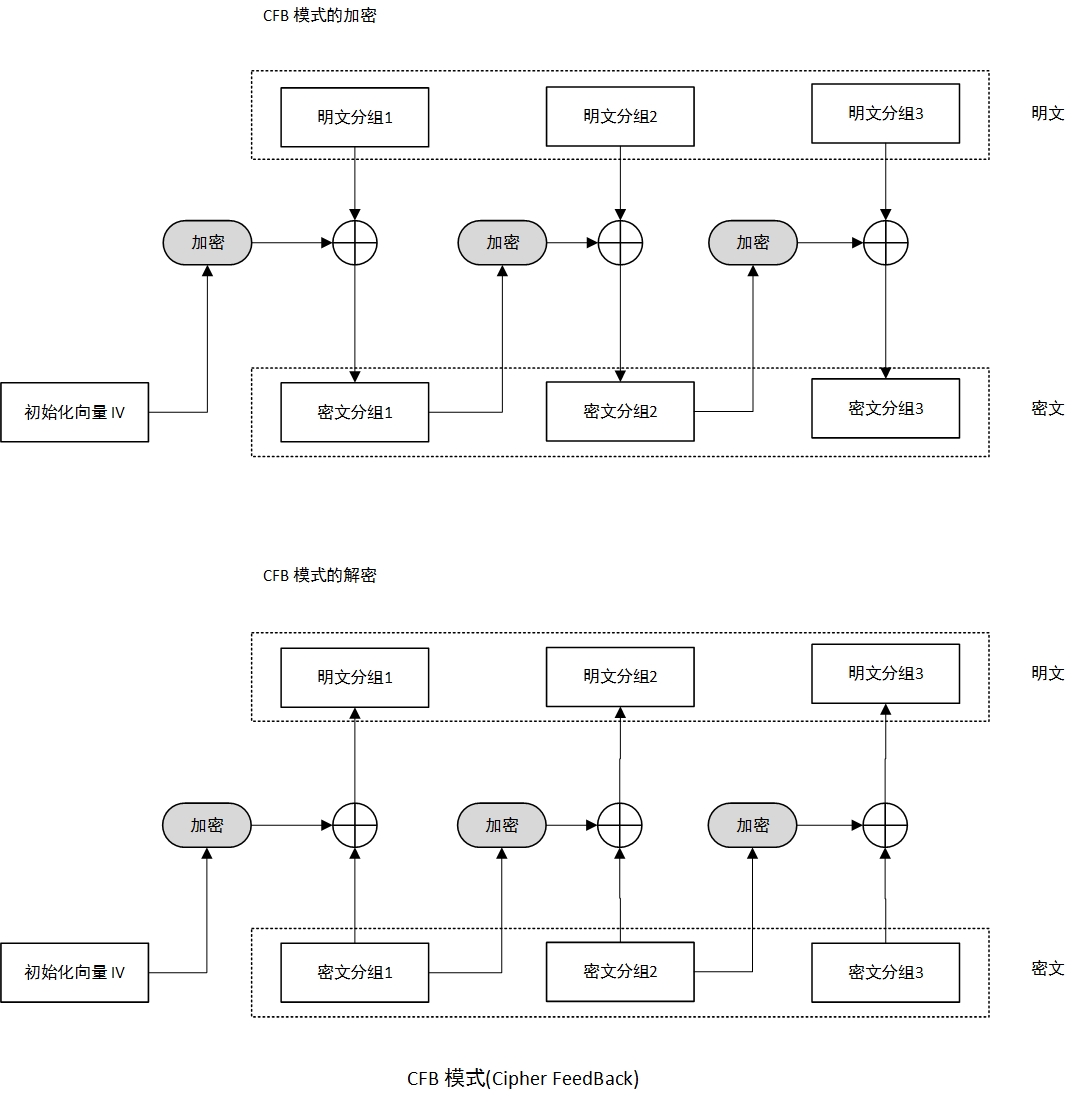 CFB 模式的加密
明文分组1
明文分组2
明文分组3
明文
加密
加密
加密
初始化向量 IV
密文分组1
密文分组2
密文分组3
密文
CFB 模式的解密
明文分组1
明文分组2
明文分组3
明文
加密
加密
加密
初始化向量 IV
密文分组1
密文分组2
密文分组3
密文
CFB 模式(Cipher FeedBack)